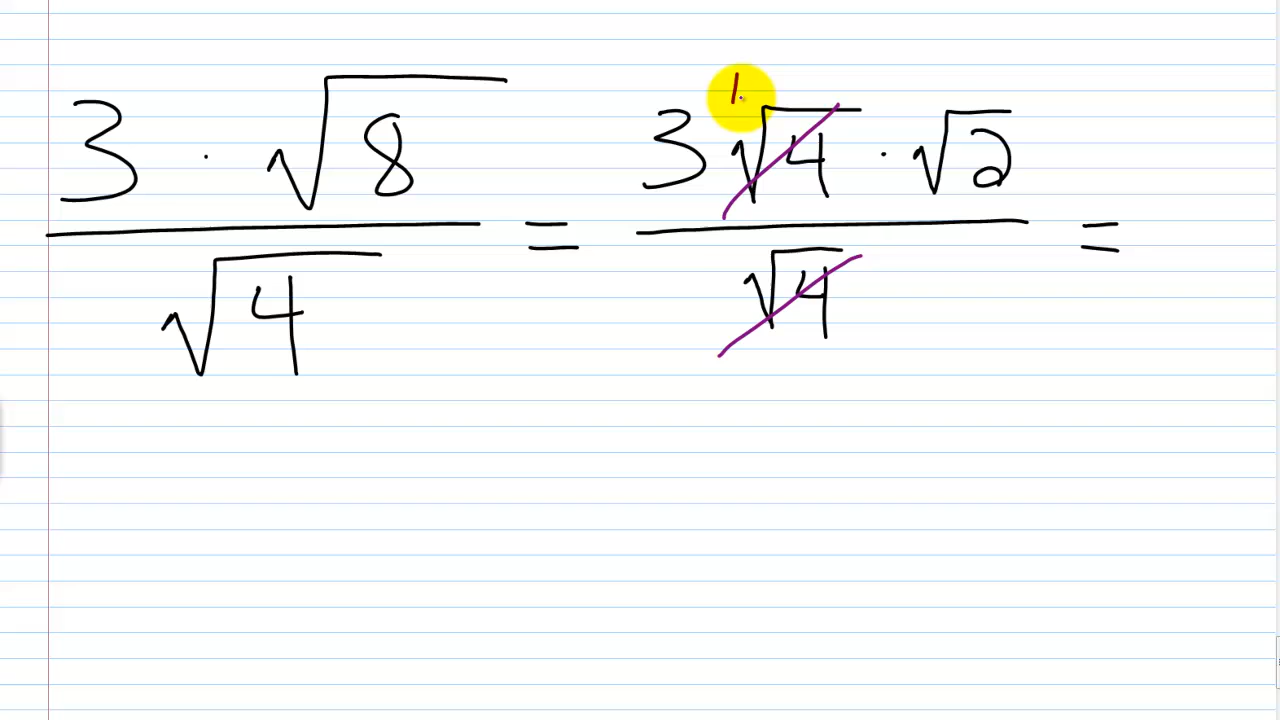 3 · √8 / √4 = 3 √4 · √2 / √4 =
1